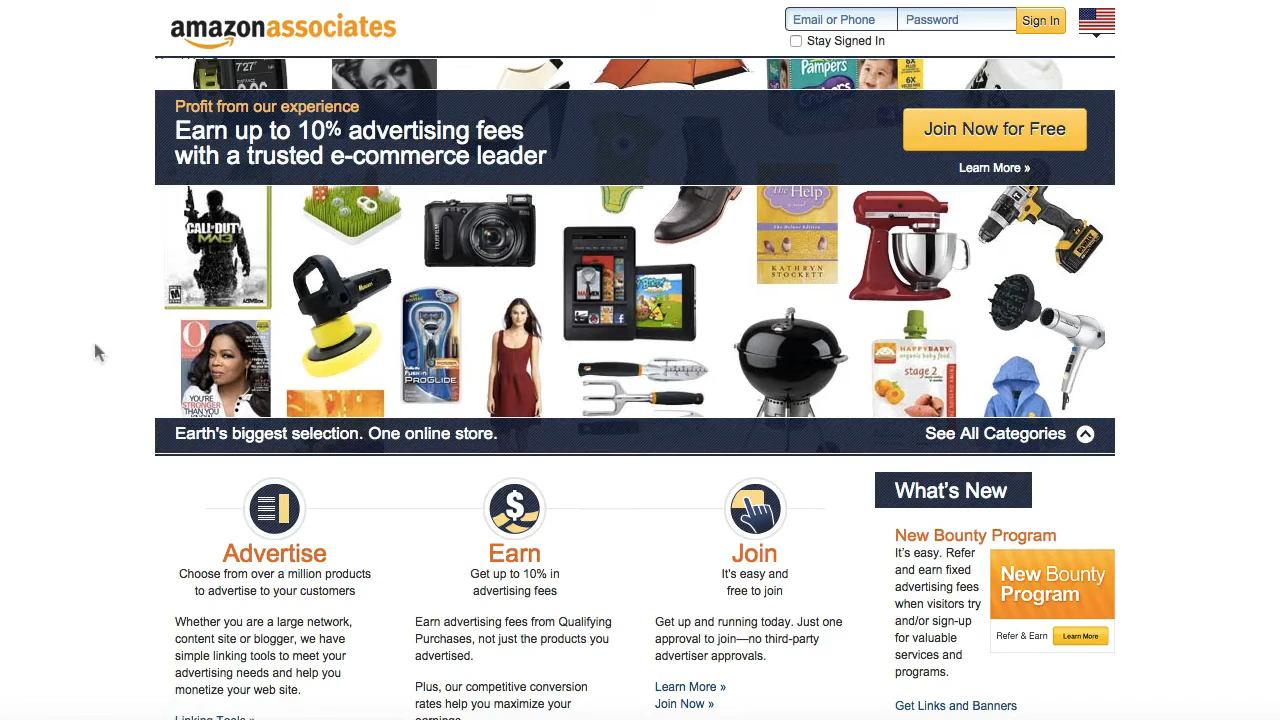 amazonassociates
Email or Phone
Password
Sign In
Stay Signed In
7'27"
Pampers
Profit from our experience
Earn up to 10% advertising fees
with a trusted e-commerce leader
Join Now for Free
Learn More »
CALL·DUTY
MW3
FUJIFILM
The Help
KATHRYN
STOCKETT
O
YOU'RE
STRONGER
THAN YOU
Gillette
FUSION
PROGLIDE
HAPPYBABY
organic baby food
stage 2
Earth's biggest selection. One online store.
See All Categories
Advertise
Choose from over a million products
to advertise to your customers
Whether you are a large network,
content site or blogger, we have
simple linking tools to meet your
advertising needs and help you
monetize your web site.
Linking Tools »
Earn
Get up to 10% in
advertising fees
Earn advertising fees from Qualifying
Purchases, not just the products you
advertised.
Plus, our competitive conversion
rates help you maximize your
earnings.
Join
It's easy and
free to join
Get up and running today. Just one
approval to join—no third-party
advertiser approvals.
Learn More »
Join Now »
What's New
New Bounty Program
It's easy. Refer
and earn fixed
advertising fees
when visitors try
and/or sign-up
for valuable
services and
programs.
New Bounty
Program
Refer & Earn
Learn More
Get Links and Banners